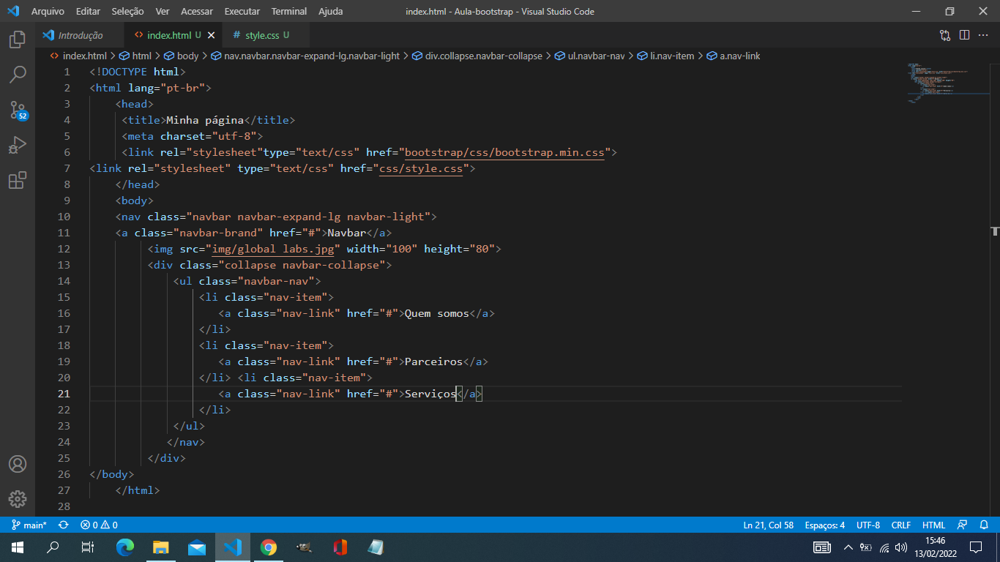 Arquivo Editar Seleção Ver Acessar Executar Terminal Ajuda index.html - Aula-bootstrap - Visual Studio Code
Introdução <> index.html U # style.css U
<> index.html > html > body > nav.navbar.navbar-expand-lg.navbar-light > div.collapse.navbar-collapse > ul.navbar-nav > li.nav-item > a.nav-link
1 <!DOCTYPE html>
2 <html lang="pt-br">
3 <head>
4 <title>Minha página</title>
5 <meta charset="utf-8">
6 <link rel="stylesheet"type="text/css" href="bootstrap/css/bootstrap.min.css">
7 <link rel="stylesheet" type="text/css" href="css/style.css">
8 </head>
9 <body>
10 <nav class="navbar navbar-expand-lg navbar-light">
11 <a class="navbar-brand" href="#">Navbar</a>
12 <img src="img/global labs.jpg" width="100" height="80">
13 <div class="collapse navbar-collapse">
14 <ul class="navbar-nav">
15 <li class="nav-item">
16 <a class="nav-link" href="#">Quem somos</a>
17 </li>
18 <li class="nav-item">
19 <a class="nav-link" href="#">Parceiros</a>
20 </li> <li class="nav-item">
21 <a class="nav-link" href="#">Serviços</a>
22 </li>
23 </ul>
24 </nav>
25 </div>
26 </body>
27 </html>
28
52
main* 0 0 Ln 21, Col 58 Espaços: 4 UTF-8 CRLF HTML
15:46
13/02/2022